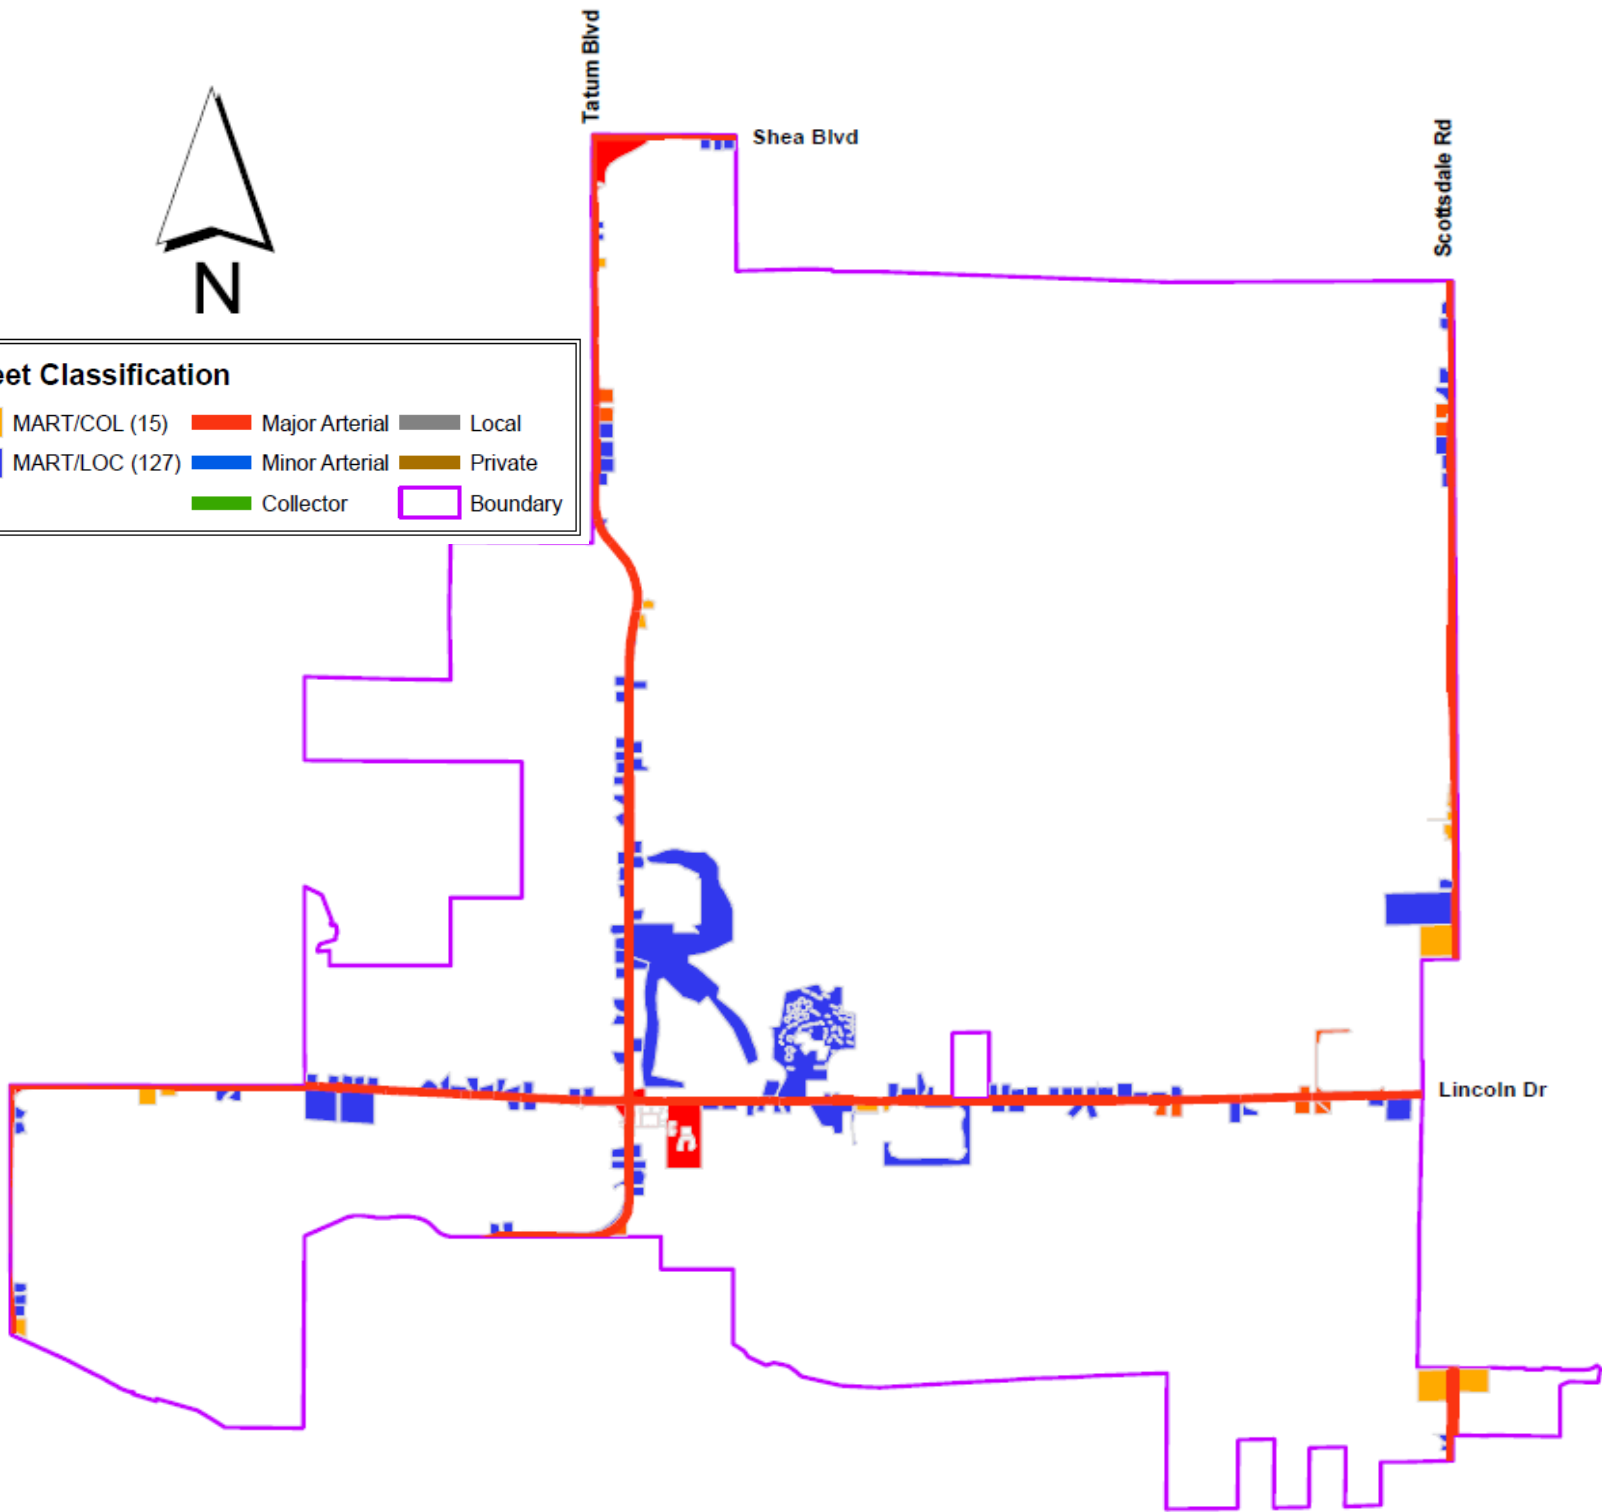 Tatum Blvd
Shea Blvd
Scottsdale Rd
N
eet Classification
MART/COL (15) Major Arterial Local
MART/LOC (127) Minor Arterial Private
Collector Boundary
Lincoln Dr